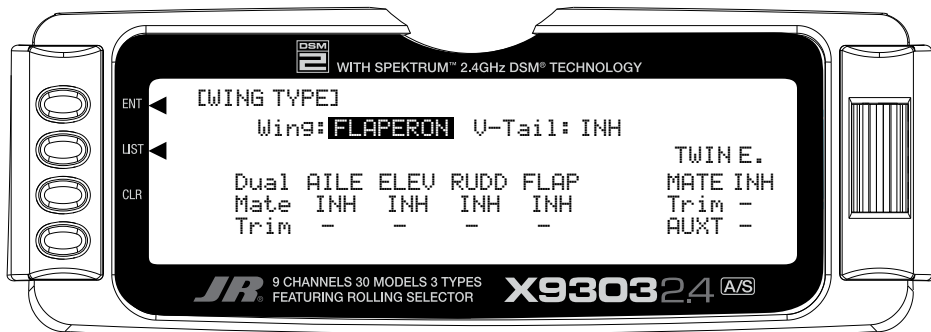 DSM
2
WITH SPEKTRUM™ 2.4GHz DSM® TECHNOLOGY
ENT
LIST
CLR
[WING TYPE]
Wing: FLAPERON V-Tail: INH
TWIN E.
Dual AILE ELEV RUDD FLAP MATE INH
Mate INH INH INH INH Trim -
Trim - - - - AUXT -
JR® 9 CHANNELS 30 MODELS 3 TYPES
FEATURING ROLLING SELECTOR
X9303 2.4 A/S